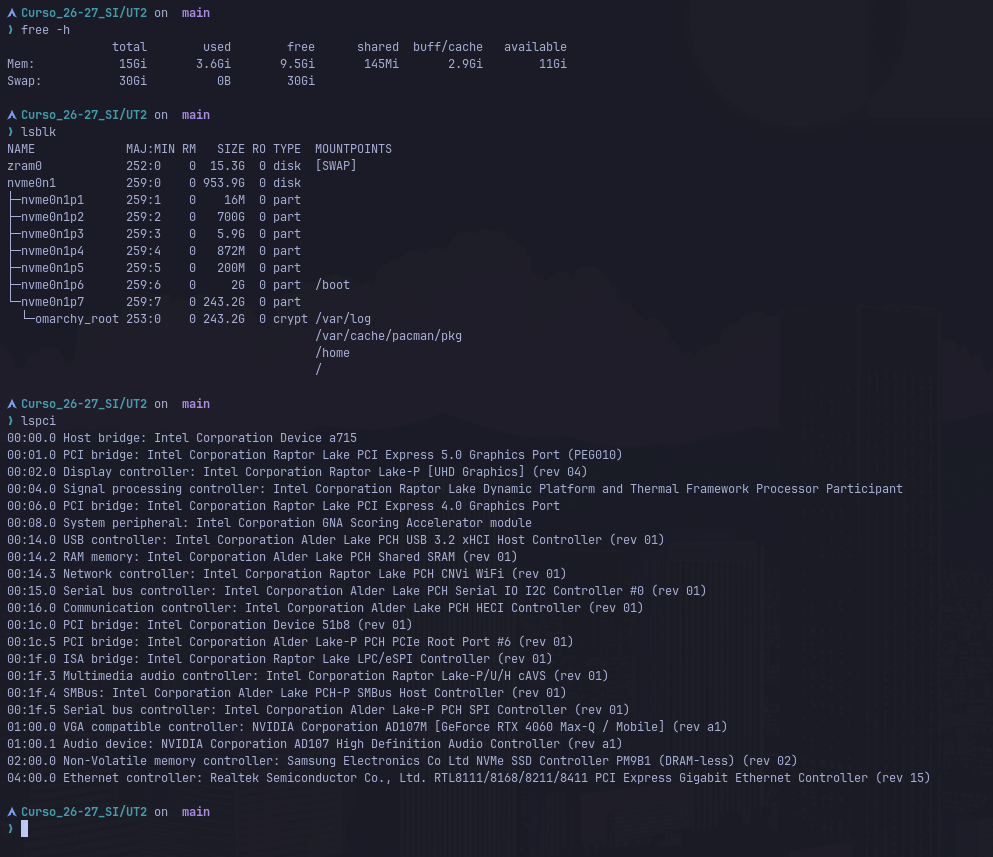 Curso_26-27_SI/UT2 on main
❯ free -h
total used free shared buff/cache available
Mem: 15Gi 3.6Gi 9.5Gi 145Mi 2.9Gi 11Gi
Swap: 30Gi 0B 30Gi
Curso_26-27_SI/UT2 on main
❯ lsblk
NAME MAJ:MIN RM SIZE RO TYPE MOUNTPOINTS
zram0 252:0 0 15.3G 0 disk [SWAP]
nvme0n1 259:0 0 953.9G 0 disk
├─nvme0n1p1 259:1 0 16M 0 part
├─nvme0n1p2 259:2 0 700G 0 part
├─nvme0n1p3 259:3 0 5.9G 0 part
├─nvme0n1p4 259:4 0 872M 0 part
├─nvme0n1p5 259:5 0 200M 0 part
├─nvme0n1p6 259:6 0 2G 0 part /boot
└─nvme0n1p7 259:7 0 243.2G 0 part
└─omarchy_root 253:0 0 243.2G 0 crypt /var/log
/var/cache/pacman/pkg
/home
/
Curso_26-27_SI/UT2 on main
❯ lspci
00:00.0 Host bridge: Intel Corporation Device a715
00:01.0 PCI bridge: Intel Corporation Raptor Lake PCI Express 5.0 Graphics Port (PEG010)
00:02.0 Display controller: Intel Corporation Raptor Lake-P [UHD Graphics] (rev 04)
00:04.0 Signal processing controller: Intel Corporation Raptor Lake Dynamic Platform and Thermal Framework Processor Participant
00:06.0 PCI bridge: Intel Corporation Raptor Lake PCI Express 4.0 Graphics Port
00:08.0 System peripheral: Intel Corporation GNA Scoring Accelerator module
00:14.0 USB controller: Intel Corporation Alder Lake PCH USB 3.2 xHCI Host Controller (rev 01)
00:14.2 RAM memory: Intel Corporation Alder Lake PCH Shared SRAM (rev 01)
00:14.3 Network controller: Intel Corporation Raptor Lake PCH CNVi WiFi (rev 01)
00:15.0 Serial bus controller: Intel Corporation Alder Lake PCH Serial IO I2C Controller #0 (rev 01)
00:16.0 Communication controller: Intel Corporation Alder Lake PCH HECI Controller (rev 01)
00:1c.0 PCI bridge: Intel Corporation Device 51b8 (rev 01)
00:1c.5 PCI bridge: Intel Corporation Alder Lake-P PCH PCIe Root Port #6 (rev 01)
00:1f.0 ISA bridge: Intel Corporation Raptor Lake LPC/eSPI Controller (rev 01)
00:1f.3 Multimedia audio controller: Intel Corporation Raptor Lake-P/U/H cAVS (rev 01)
00:1f.4 SMBus: Intel Corporation Alder Lake PCH-P SMBus Host Controller (rev 01)
00:1f.5 Serial bus controller: Intel Corporation Alder Lake-P PCH SPI Controller (rev 01)
01:00.0 VGA compatible controller: NVIDIA Corporation AD107M [GeForce RTX 4060 Max-Q / Mobile] (rev a1)
01:00.1 Audio device: NVIDIA Corporation AD107 High Definition Audio Controller (rev a1)
02:00.0 Non-Volatile memory controller: Samsung Electronics Co Ltd NVMe SSD Controller PM9B1 (DRAM-less) (rev 02)
04:00.0 Ethernet controller: Realtek Semiconductor Co., Ltd. RTL8111/8168/8211/8411 PCI Express Gigabit Ethernet Controller (rev 15)
Curso_26-27_SI/UT2 on main
❯